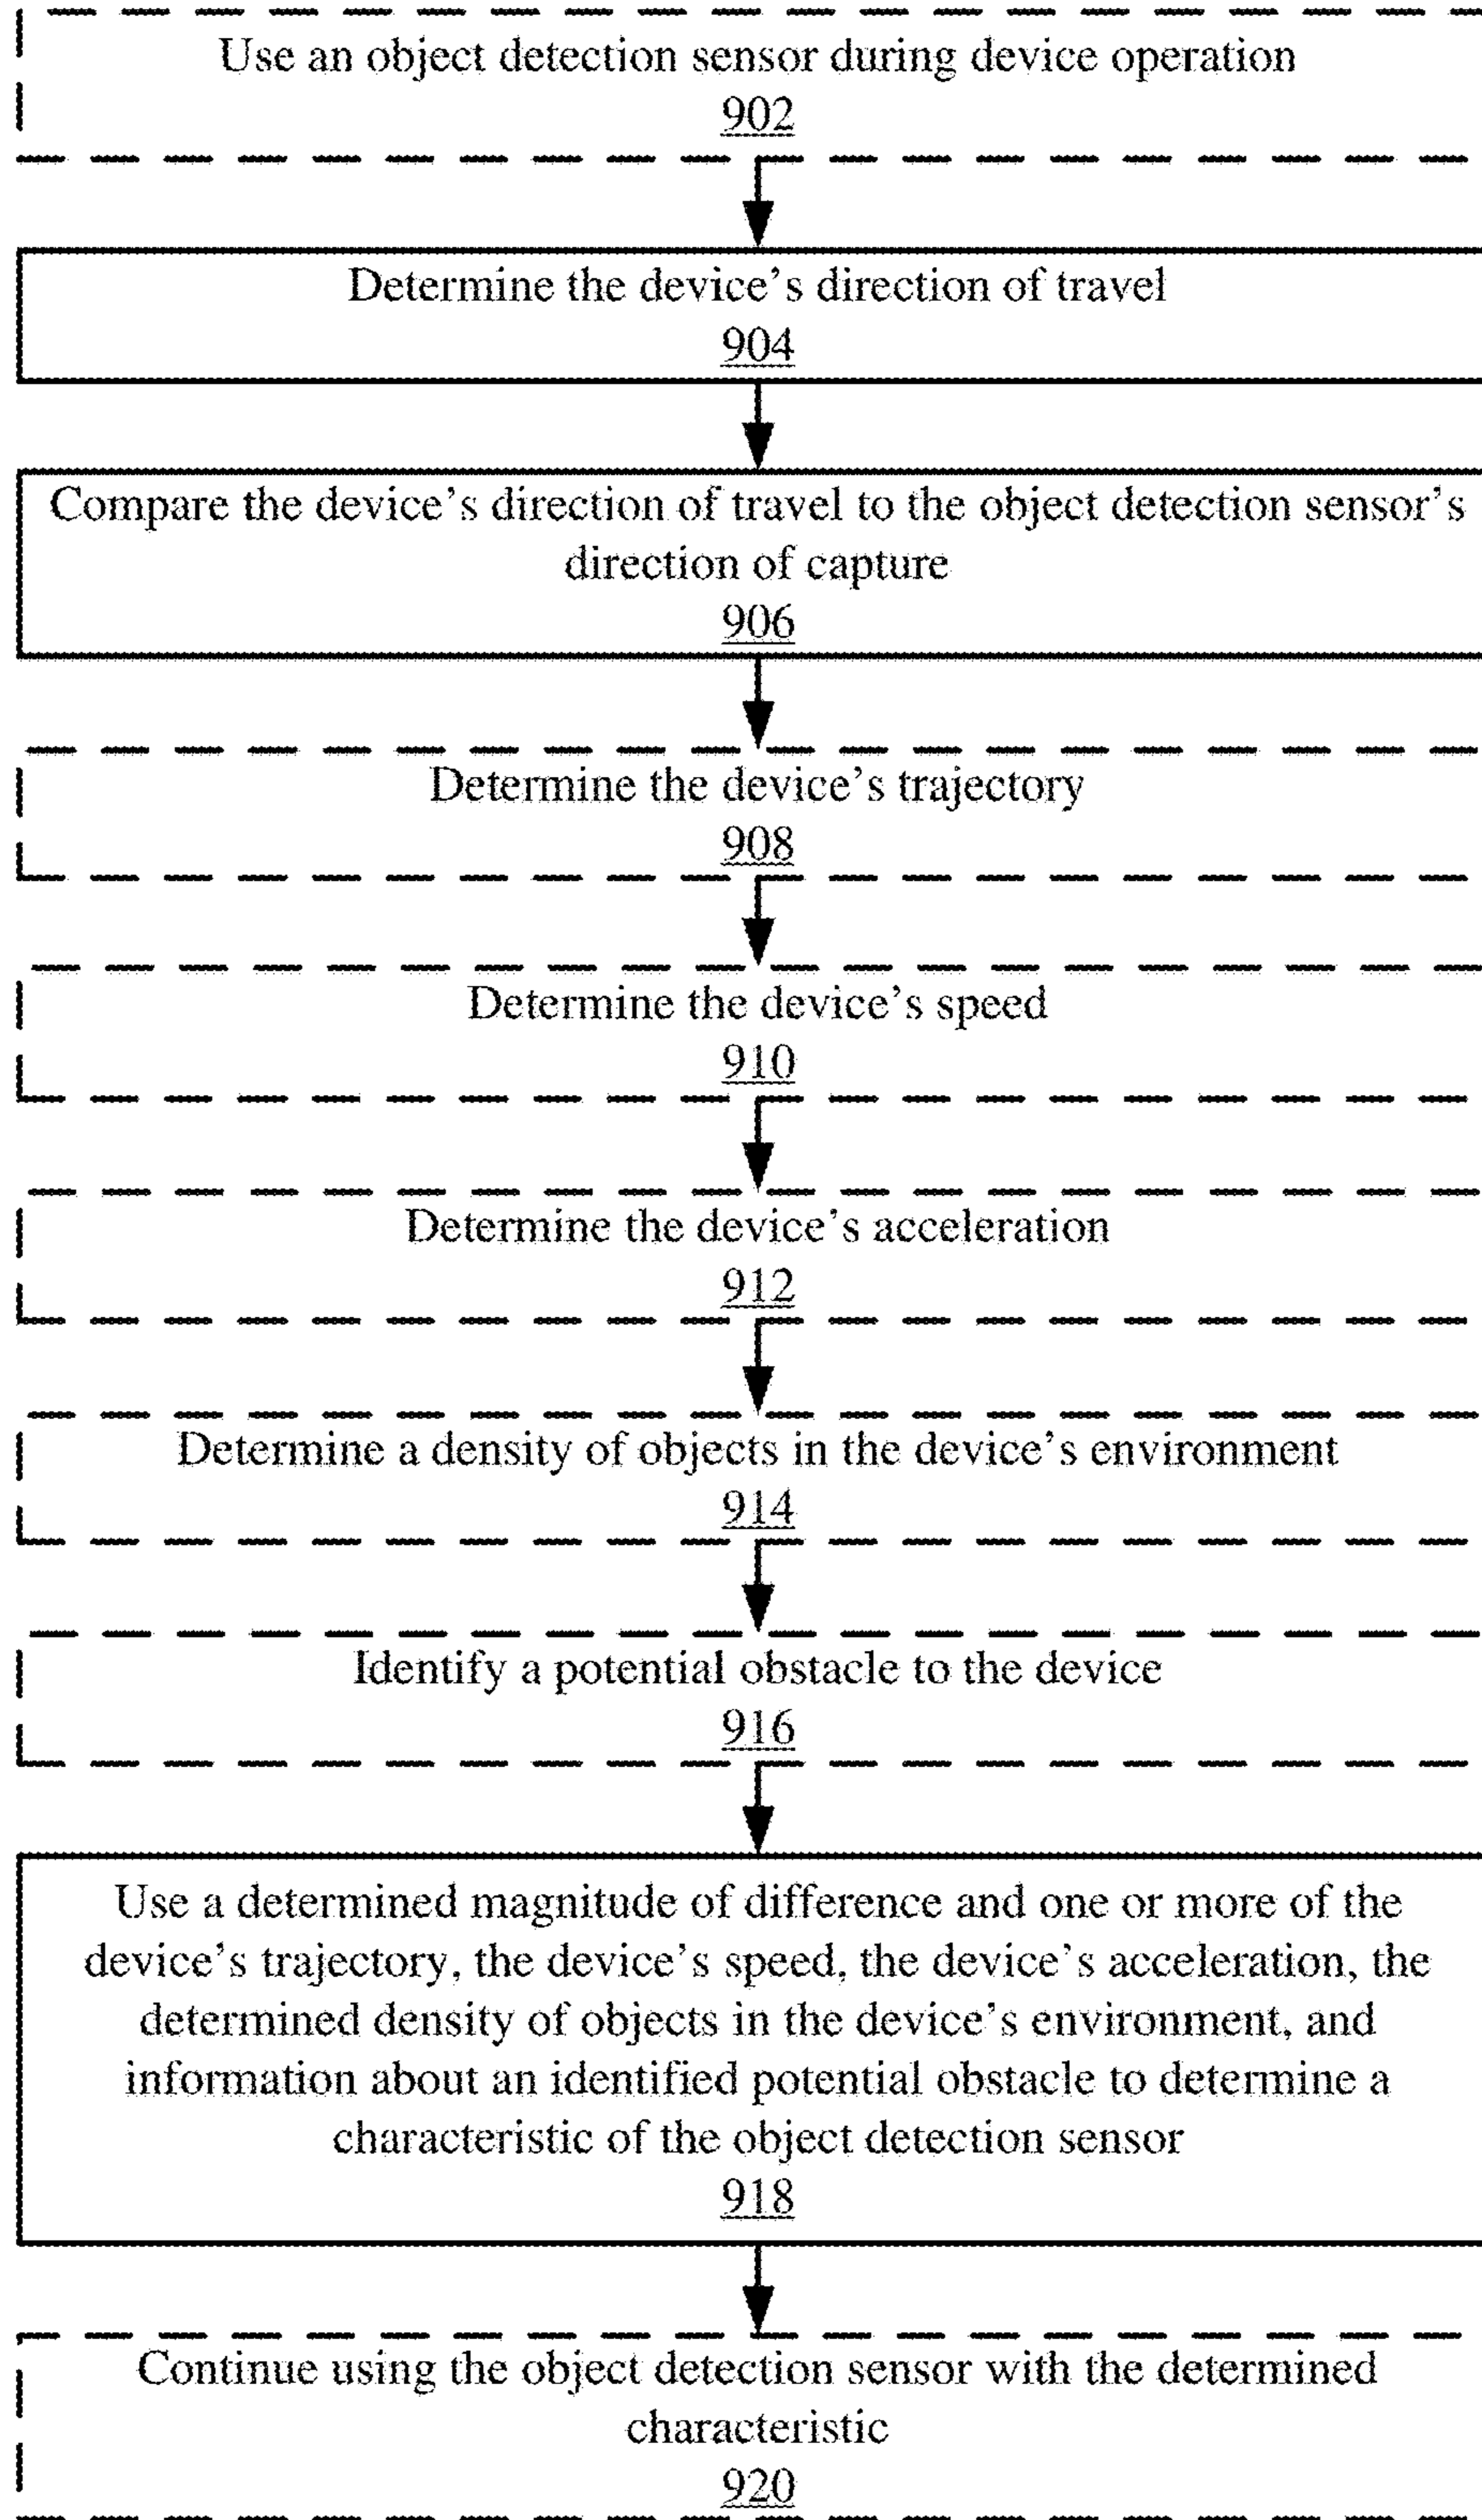 Use an object detection sensor during device operation
902
Determine the device’s direction of travel
904
Compare the device’s direction of travel to the object detection sensor’s
direction of capture
906
Determine the device’s trajectory
908
Determine the device’s speed
910
Determine the device’s acceleration
912
Determine a density of objects in the device’s environment
914
Identify a potential obstacle to the device
916
Use a determined magnitude of difference and one or more of the
device’s trajectory, the device’s speed, the device’s acceleration, the
determined density of objects in the device’s environment, and
information about an identified potential obstacle to determine a
characteristic of the object detection sensor
918
Continue using the object detection sensor with the determined
characteristic
920